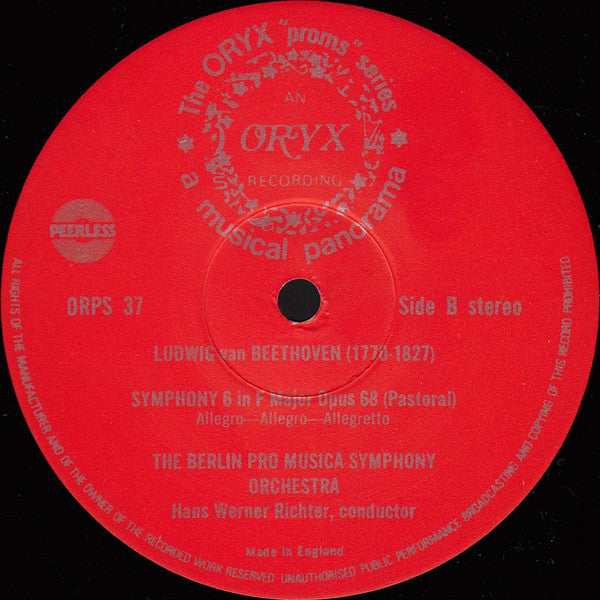 The ORYX "proms" series
AN
ORYX
RECORDING
a musical panorama
PEERLESS
ORPS 37
Side B stereo
LUDWIG van BEETHOVEN (1770-1827)
SYMPHONY 6 in F Major Opus 68 (Pastoral)
Allegro—Allegro—Allegretto
THE BERLIN PRO MUSICA SYMPHONY
ORCHESTRA
Hans Werner Richter, conductor
Made in England
ALL RIGHTS OF THE MANUFACTURER AND OF THE OWNER OF THE RECORDED WORK RESERVED UNAUTHORISED PUBLIC PERFORMANCE BROADCASTING AND COPYING OF THIS RECORD PROHIBITED